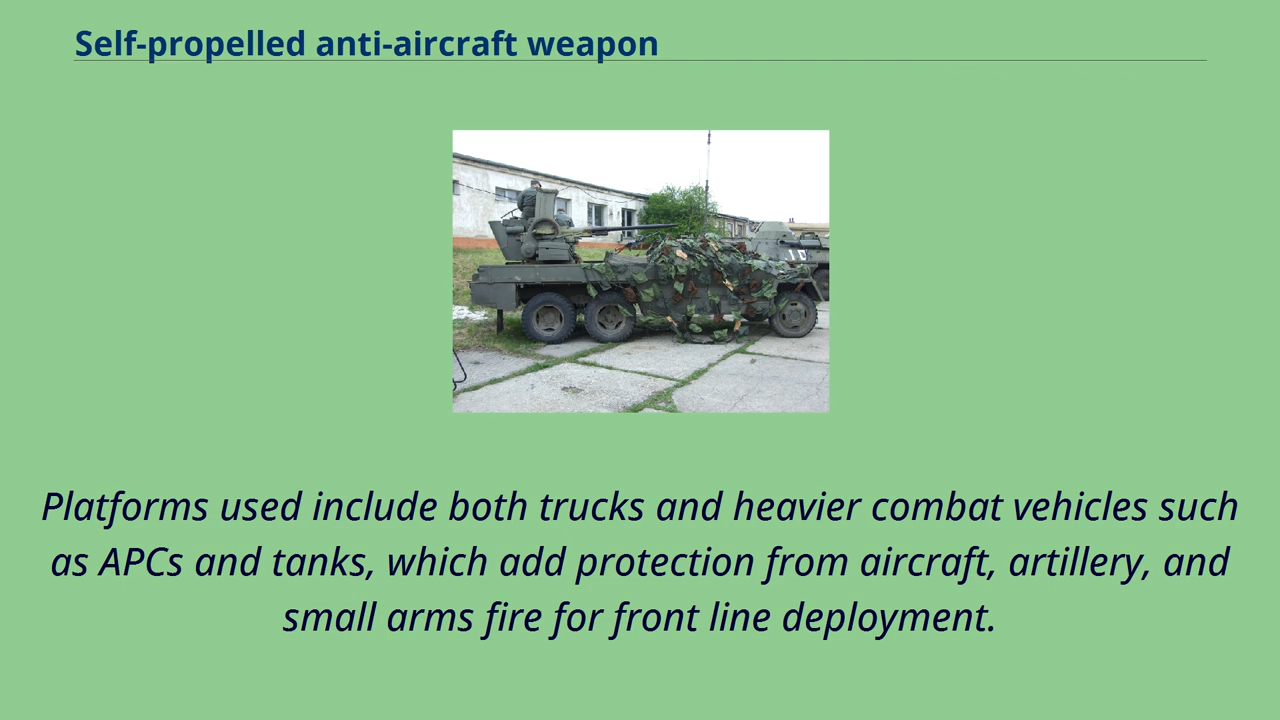 Self-propelled anti-aircraft weapon
Platforms used include both trucks and heavier combat vehicles such
as APCs and tanks, which add protection from aircraft, artillery, and
small arms fire for front line deployment.